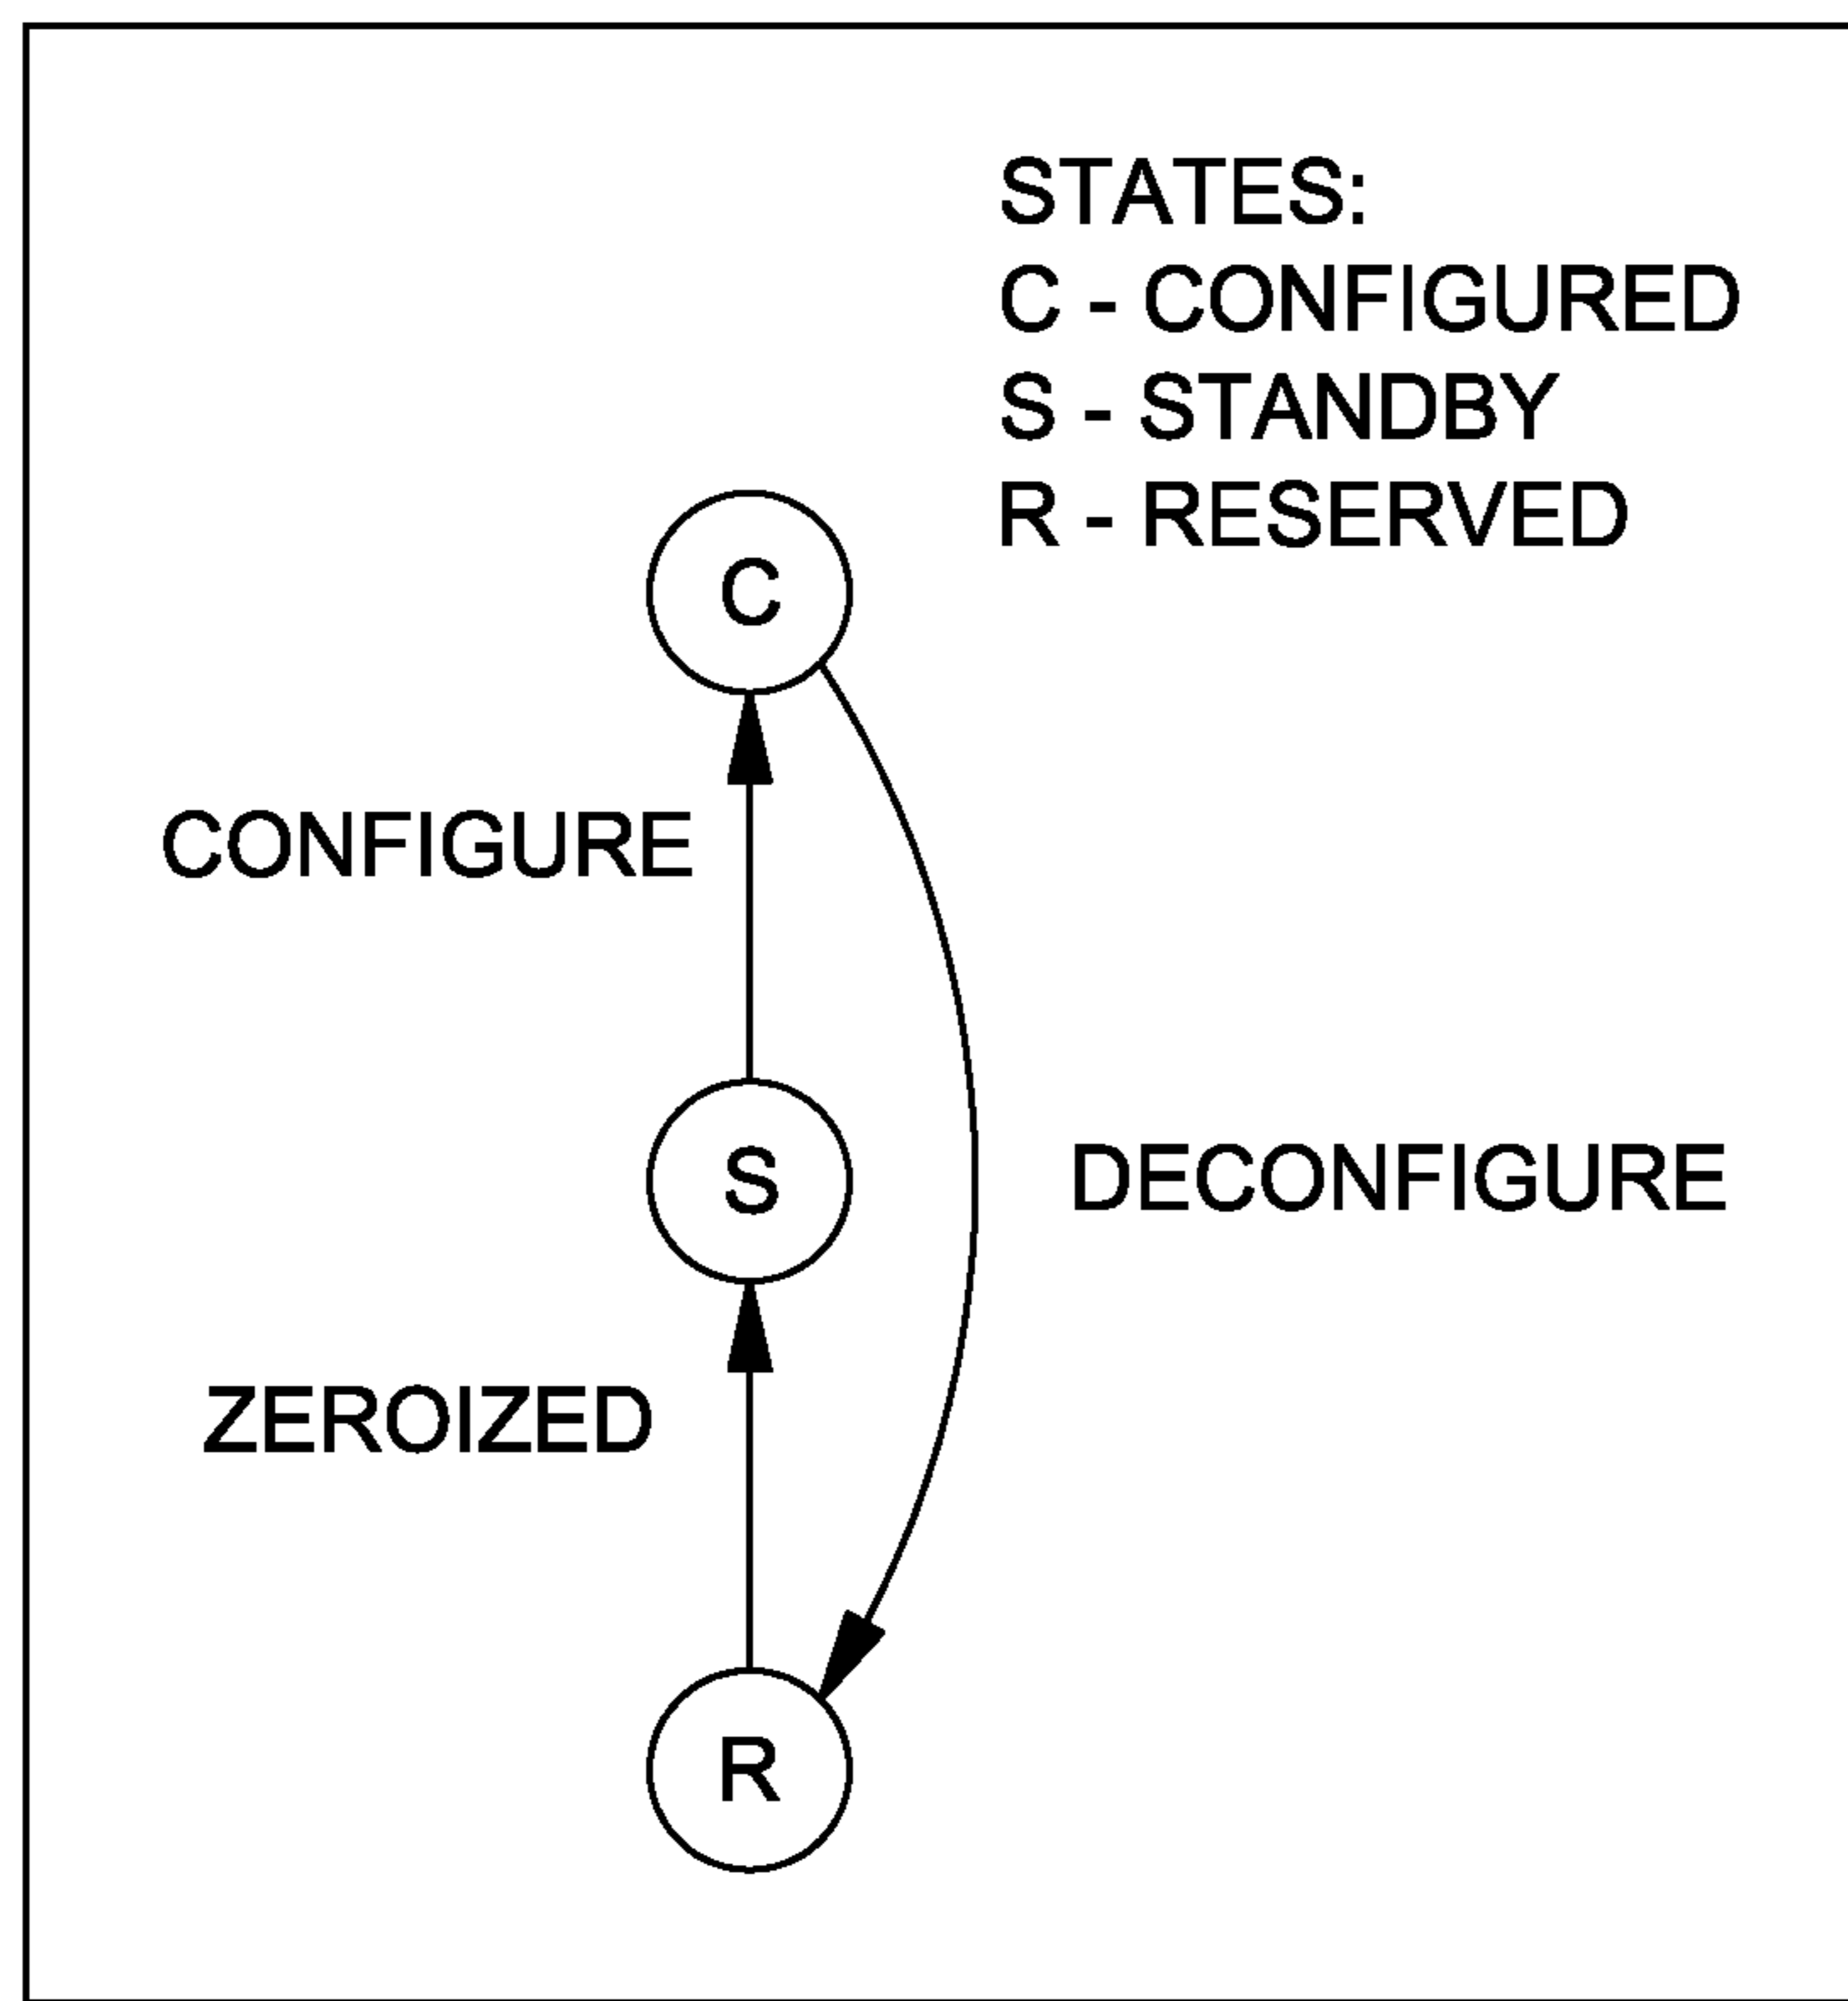 STATES:
C - CONFIGURED
S - STANDBY
R - RESERVED
C
CONFIGURE
S
DECONFIGURE
ZEROIZED
R